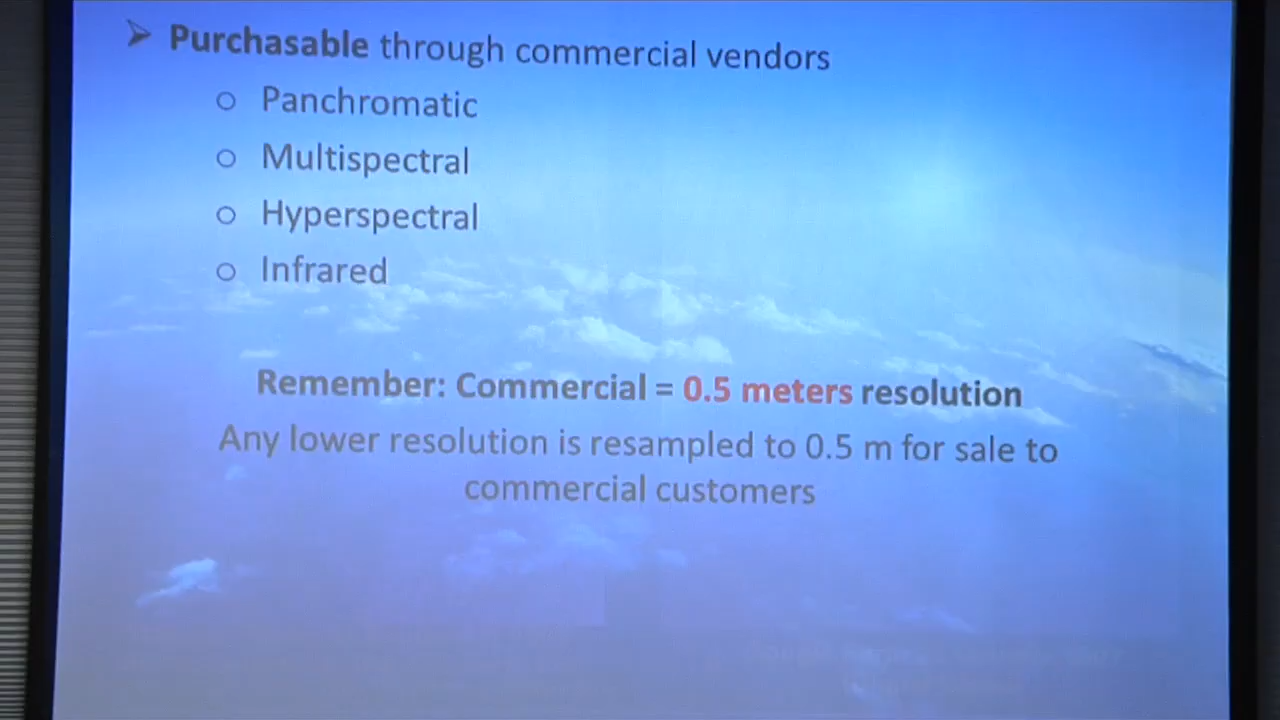 ➢ Purchasable through commercial vendors
○ Panchromatic
○ Multispectral
○ Hyperspectral
○ Infrared
Remember: Commercial = 0.5 meters resolution
Any lower resolution is resampled to 0.5 m for sale to
commercial customers